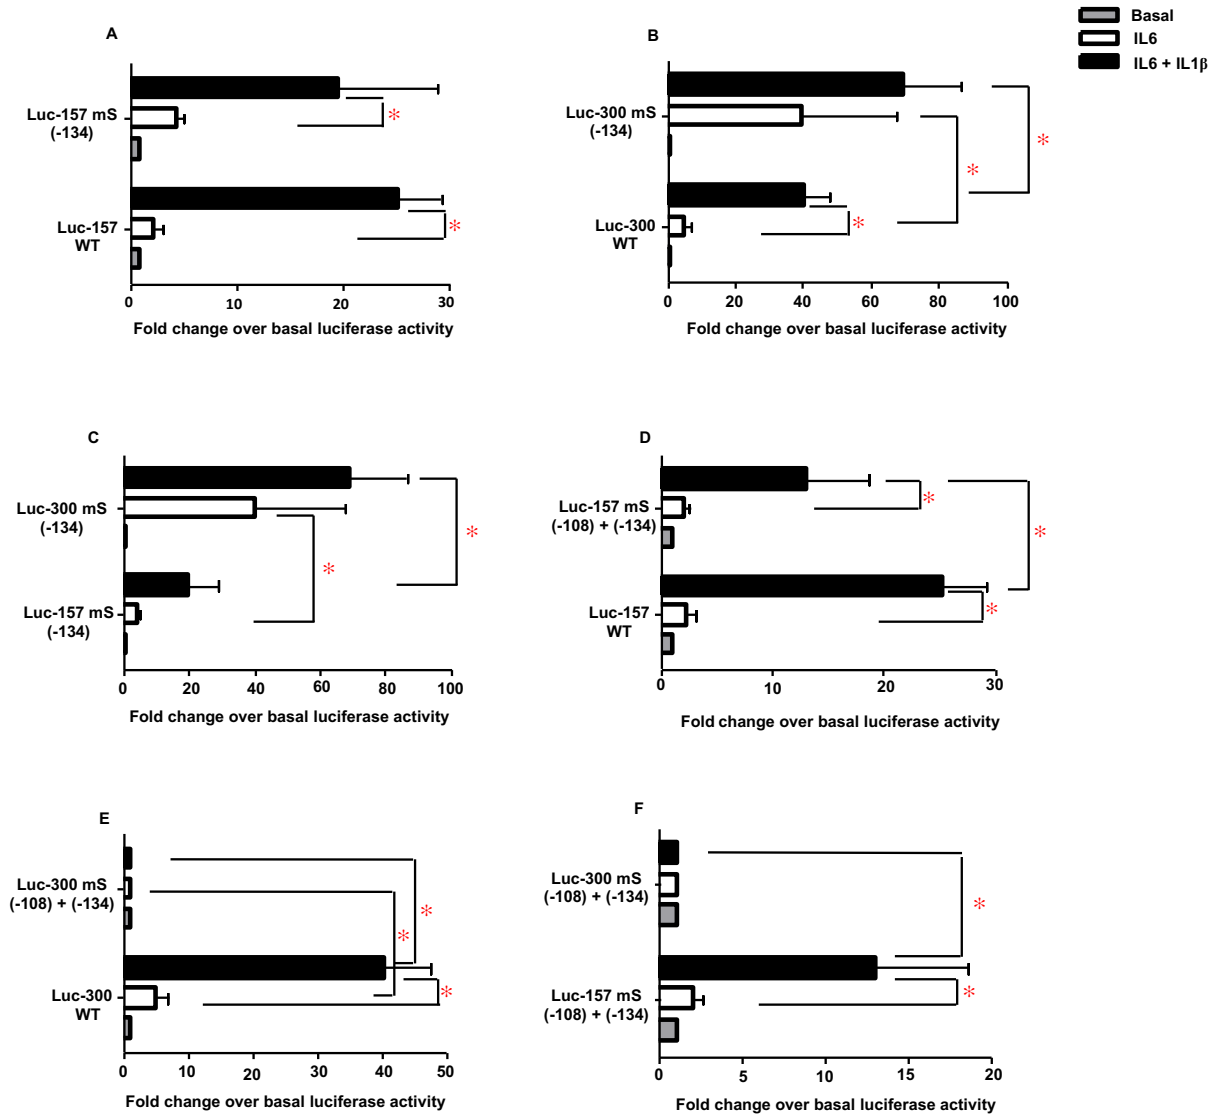 Basal
IL6
IL6 + IL1β
A
Luc-157 mS
(-134)
*
Luc-157
WT
*
0 10 20 30
Fold change over basal luciferase activity
B
Luc-300 mS
(-134)
*
*
Luc-300
WT
*
0 20 40 60 80 100
Fold change over basal luciferase activity
C
Luc-300 mS
(-134)
*
*
Luc-157 mS
(-134)
0 20 40 60 80 100
Fold change over basal luciferase activity
D
Luc-157 mS
(-108) + (-134)
*
*
Luc-157
WT
*
0 10 20 30
Fold change over basal luciferase activity
E
Luc-300 mS
(-108) + (-134)
*
*
Luc-300
WT
*
0 10 20 30 40 50
Fold change over basal luciferase activity
F
Luc-300 mS
(-108) + (-134)
*
Luc-157 mS
(-108) + (-134)
*
0 5 10 15 20
Fold change over basal luciferase activity